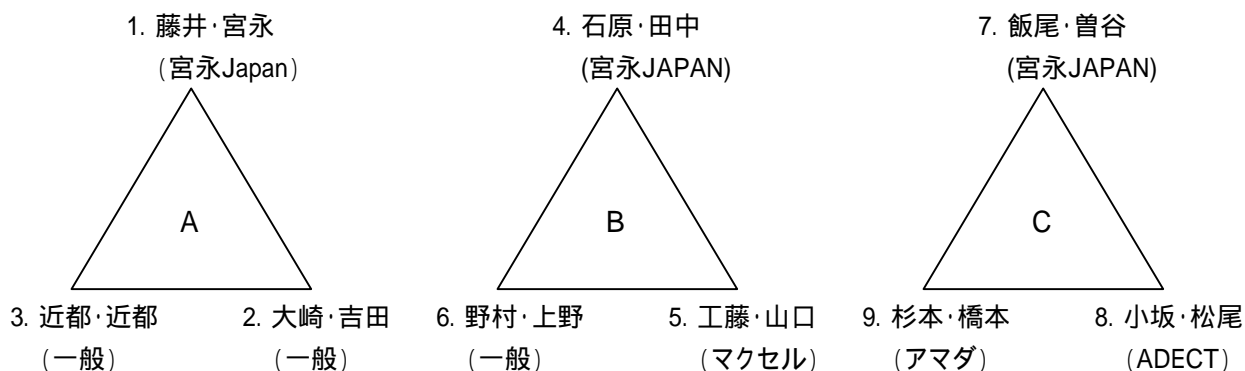 1. 藤井·宮永
(宮永Japan)
A
3. 近都·近都
(一般)
2. 大崎·吉田
(一般)
4. 石原·田中
(宮永JAPAN)
B
6. 野村·上野
(一般)
5. 工藤·山口
(マクセル)
7. 飯尾·曽谷
(宮永JAPAN)
C
9. 杉本·橋本
(アマダ)
8. 小坂·松尾
(ADECT)